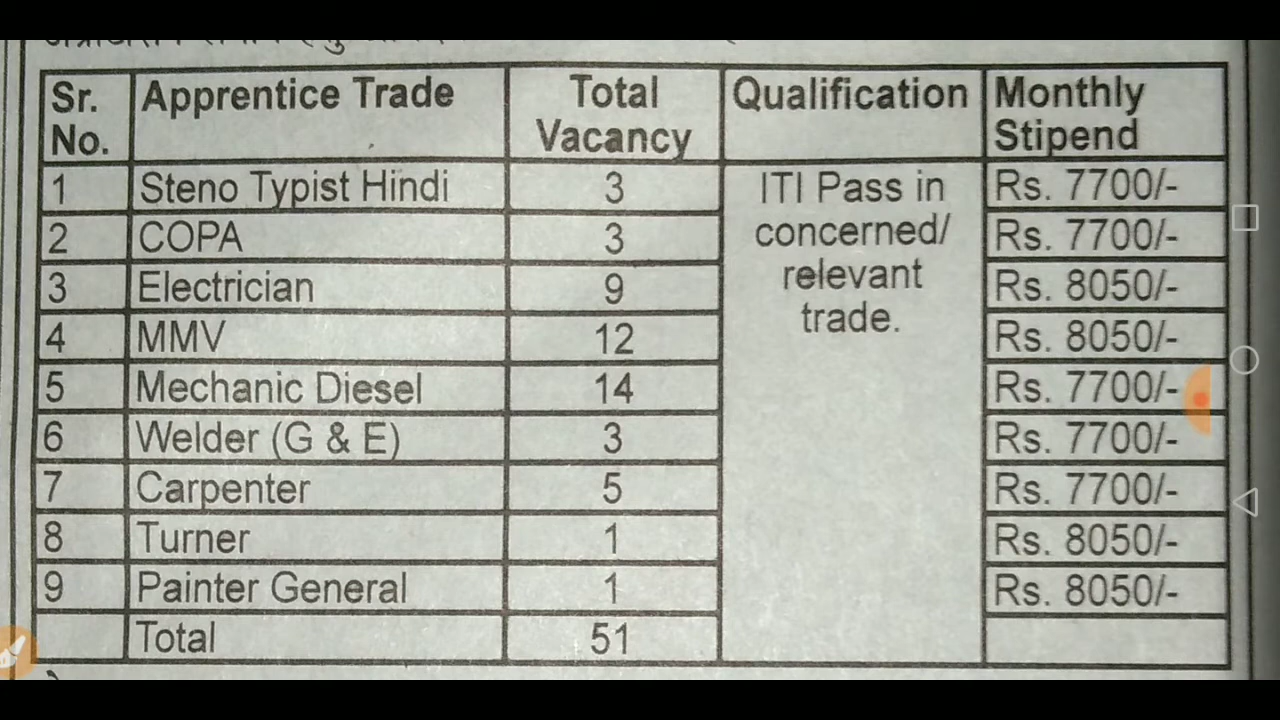 Sr. No. Apprentice Trade Total Vacancy Qualification Monthly Stipend
1 Steno Typist Hindi 3 ITI Pass in concerned/ relevant trade. Rs. 7700/-
2 COPA 3 Rs. 7700/-
3 Electrician 9 Rs. 8050/-
4 MMV 12 Rs. 8050/-
5 Mechanic Diesel 14 Rs. 7700/-
6 Welder (G & E) 3 Rs. 7700/-
7 Carpenter 5 Rs. 7700/-
8 Turner 1 Rs. 8050/-
9 Painter General 1 Rs. 8050/-
Total 51